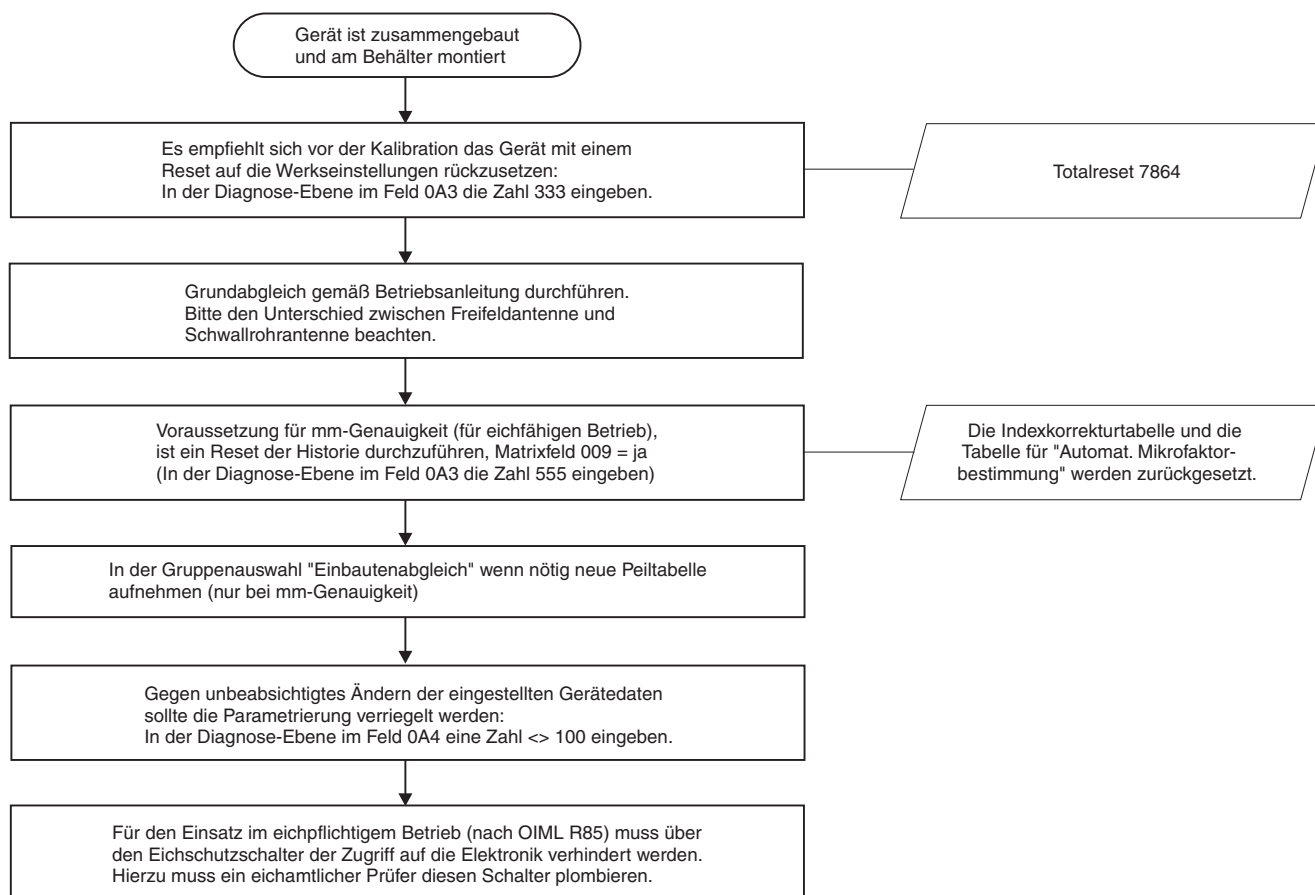 Gerät ist zusammengebaut
und am Behälter montiert
Es empfiehlt sich vor der Kalibration das Gerät mit einem
Reset auf die Werkseinstellungen rückzusetzen:
In der Diagnose-Ebene im Feld 0A3 die Zahl 333 eingeben.
Totalreset 7864
Grundabgleich gemäß Betriebsanleitung durchführen.
Bitte den Unterschied zwischen Freifeldantenne und
Schwallrohrantenne beachten.
Voraussetzung für mm-Genauigkeit (für eichfähigen Betrieb),
ist ein Reset der Historie durchzuführen, Matrixfeld 009 = ja
(In der Diagnose-Ebene im Feld 0A3 die Zahl 555 eingeben)
Die Indexkorrekturtabelle und die
Tabelle für "Automat. Mikrofaktor-
bestimmung" werden zurückgesetzt.
In der Gruppenauswahl "Einbautenabgleich" wenn nötig neue Peiltabelle
aufnehmen (nur bei mm-Genauigkeit)
Gegen unbeabsichtigtes Ändern der eingestellten Gerätedaten
sollte die Parametrierung verriegelt werden:
In der Diagnose-Ebene im Feld 0A4 eine Zahl <> 100 eingeben.
Für den Einsatz im eichpflichtigem Betrieb (nach OIML R85) muss über
den Eichschutzschalter der Zugriff auf die Elektronik verhindert werden.
Hierzu muss ein eichamtlicher Prüfer diesen Schalter plombieren.